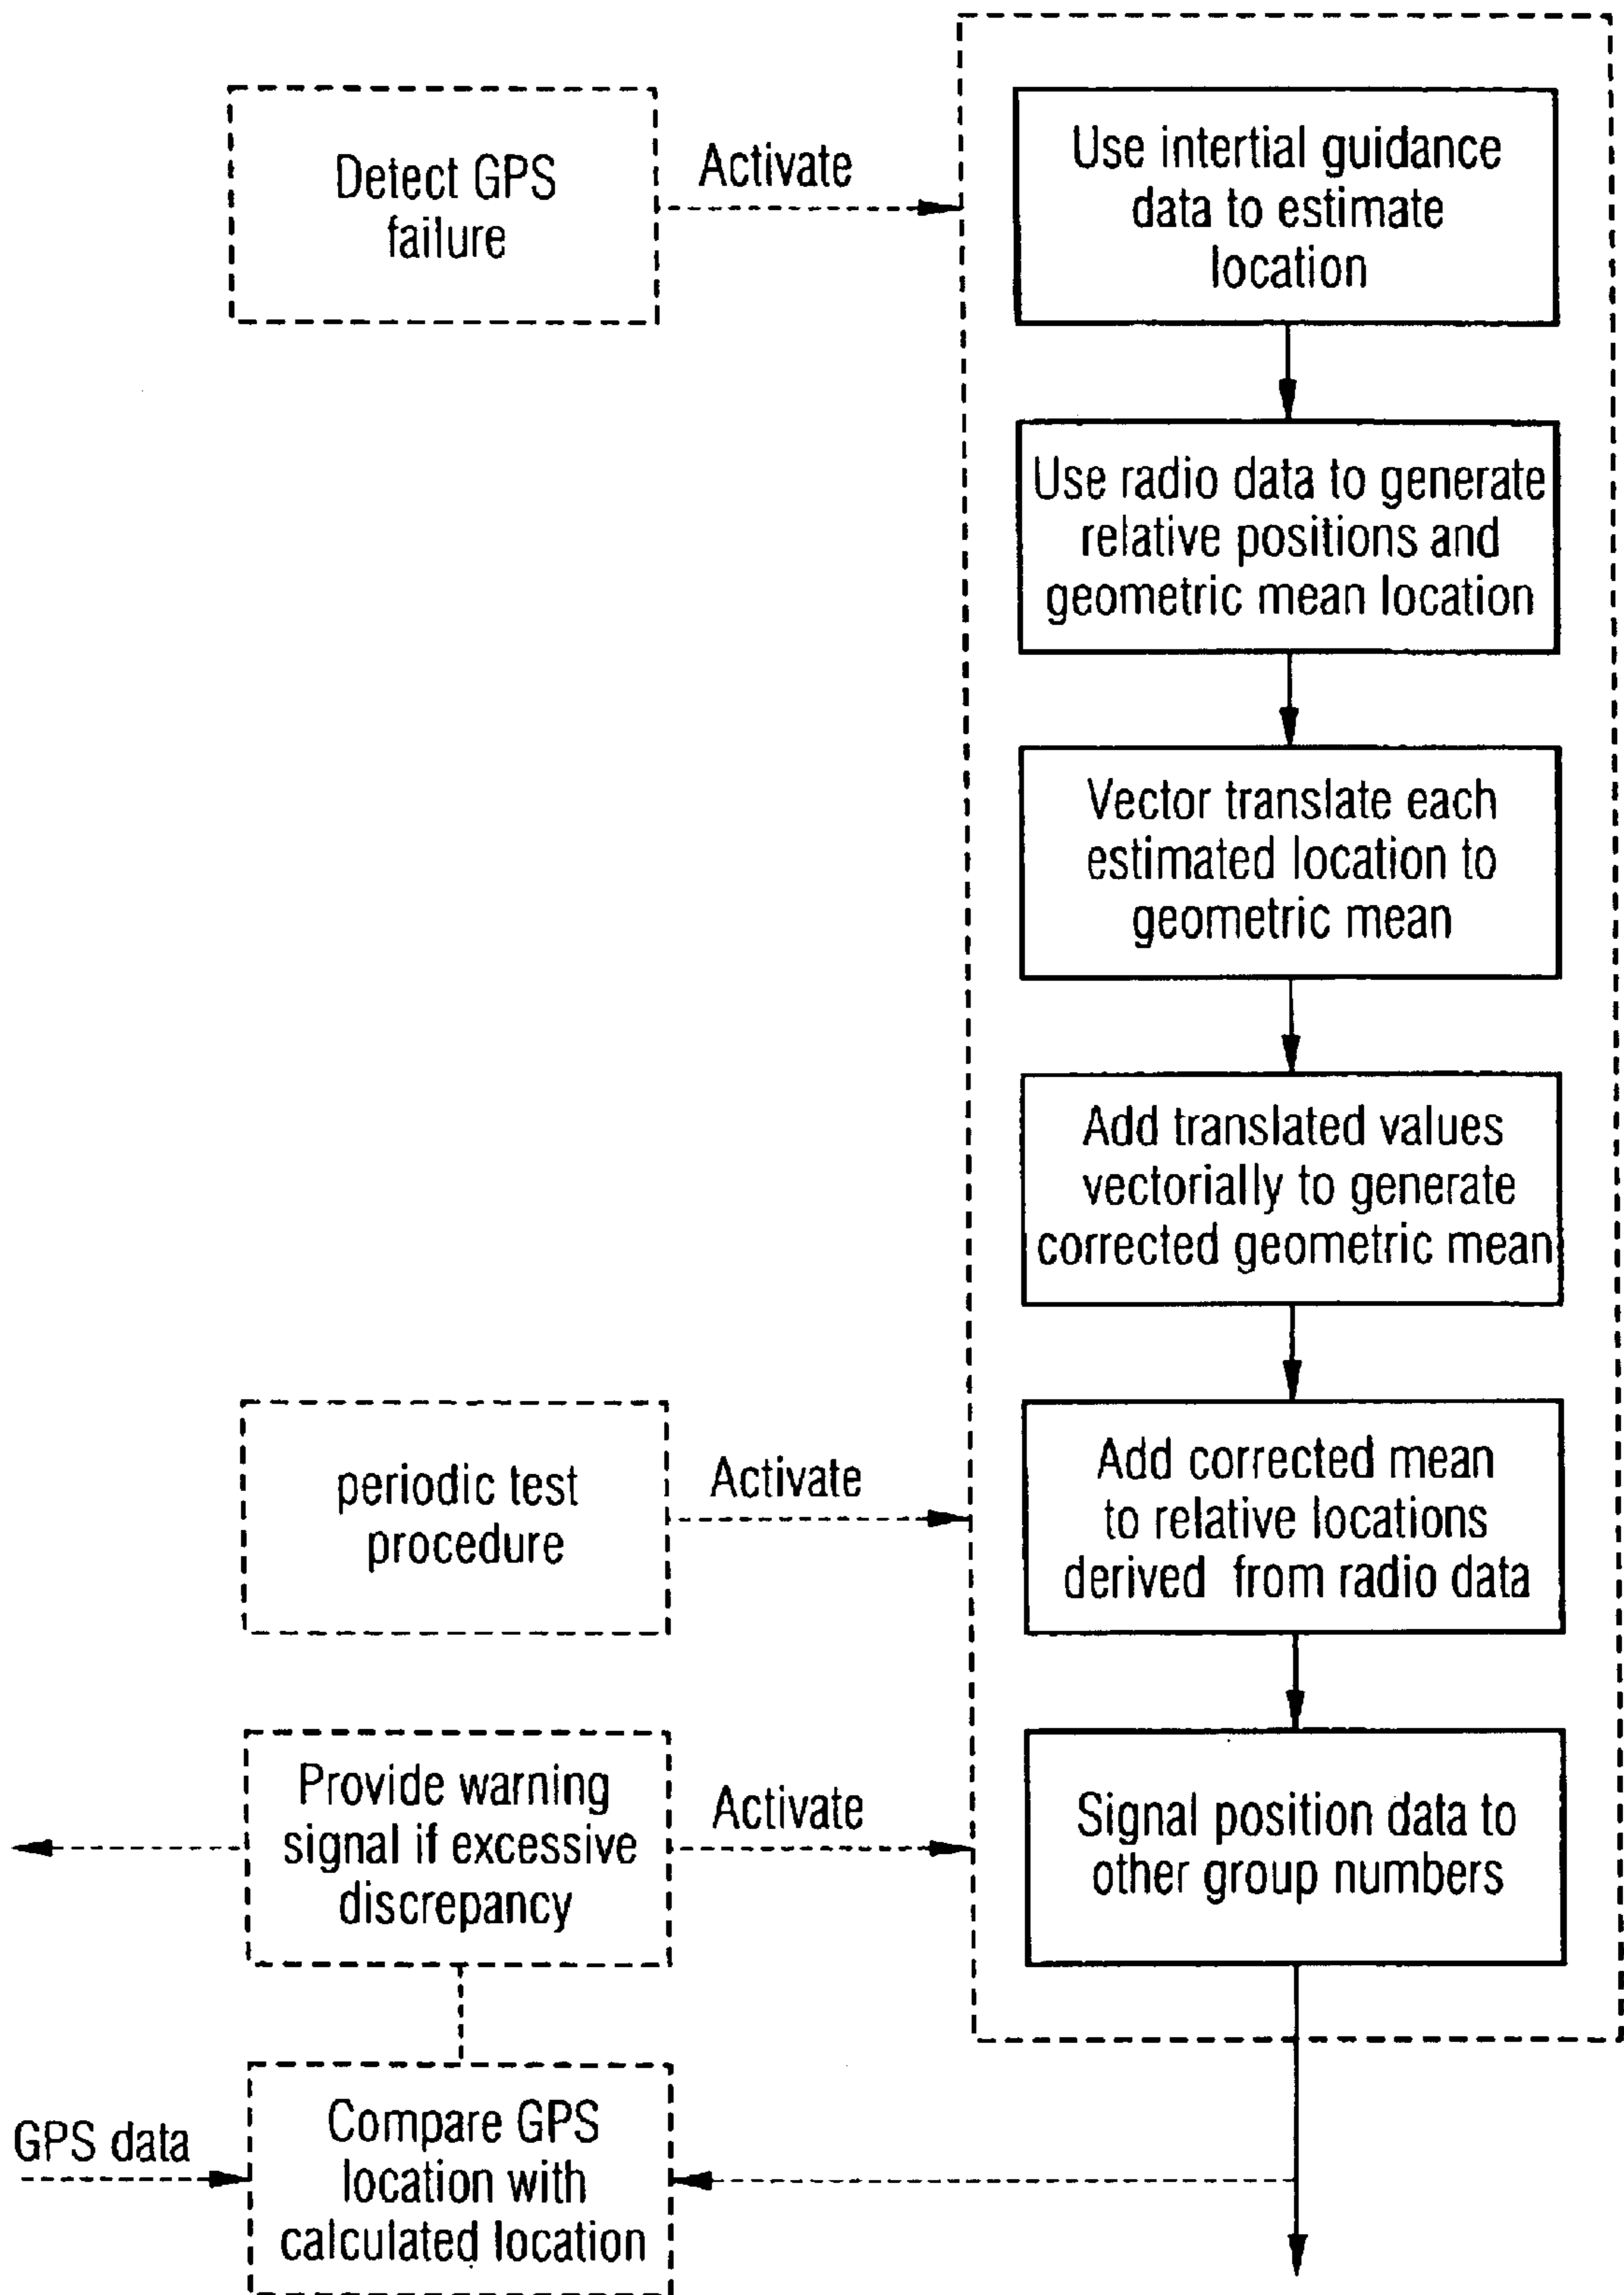 Detect GPS
failure
Activate
Use intertial guidance
data to estimate
location
Use radio data to generate
relative positions and
geometric mean location
Vector translate each
estimated location to
geometric mean
Add translated values
vectorially to generate
corrected geometric mean
periodic test
procedure
Activate
Add corrected mean
to relative locations
derived from radio data
Provide warning
signal if excessive
discrepancy
Activate
Signal position data to
other group numbers
GPS data
Compare GPS
location with
calculated location